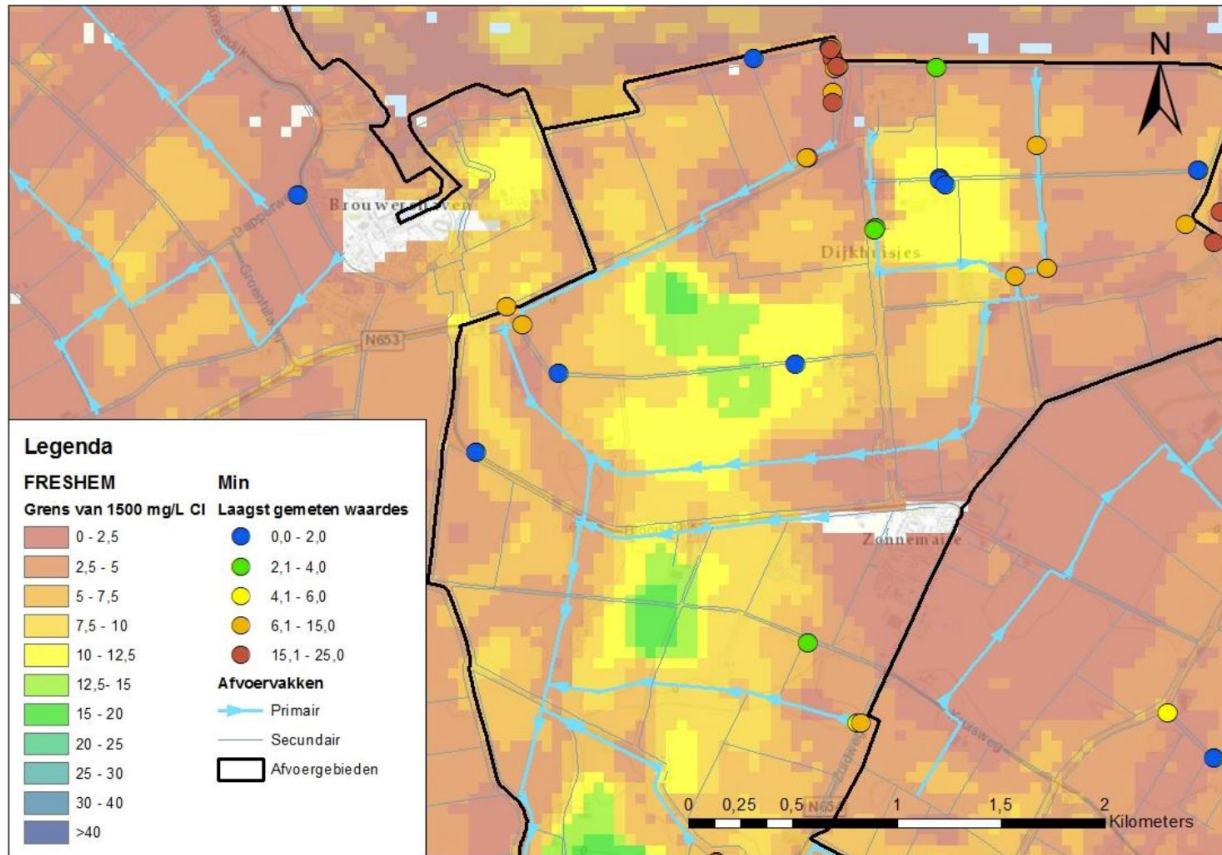 N
Brouwershaven
Dapperweg
Groenhilweg
Dijkhuisjes
N653
Zonnemaire
Zuidweg
N654
0 0,25 0,5 1 1,5 2
Kilometers
Legenda
FRESHEM
Grens van 1500 mg/L Cl
0 - 2,5
2,5 - 5
5 - 7,5
7,5 - 10
10 - 12,5
12,5- 15
15 - 20
20 - 25
25 - 30
30 - 40
>40
Min
Laagst gemeten waardes
0,0 - 2,0
2,1 - 4,0
4,1 - 6,0
6,1 - 15,0
15,1 - 25,0
Afvoervakken
Primair
Secundair
Afvoergebieden